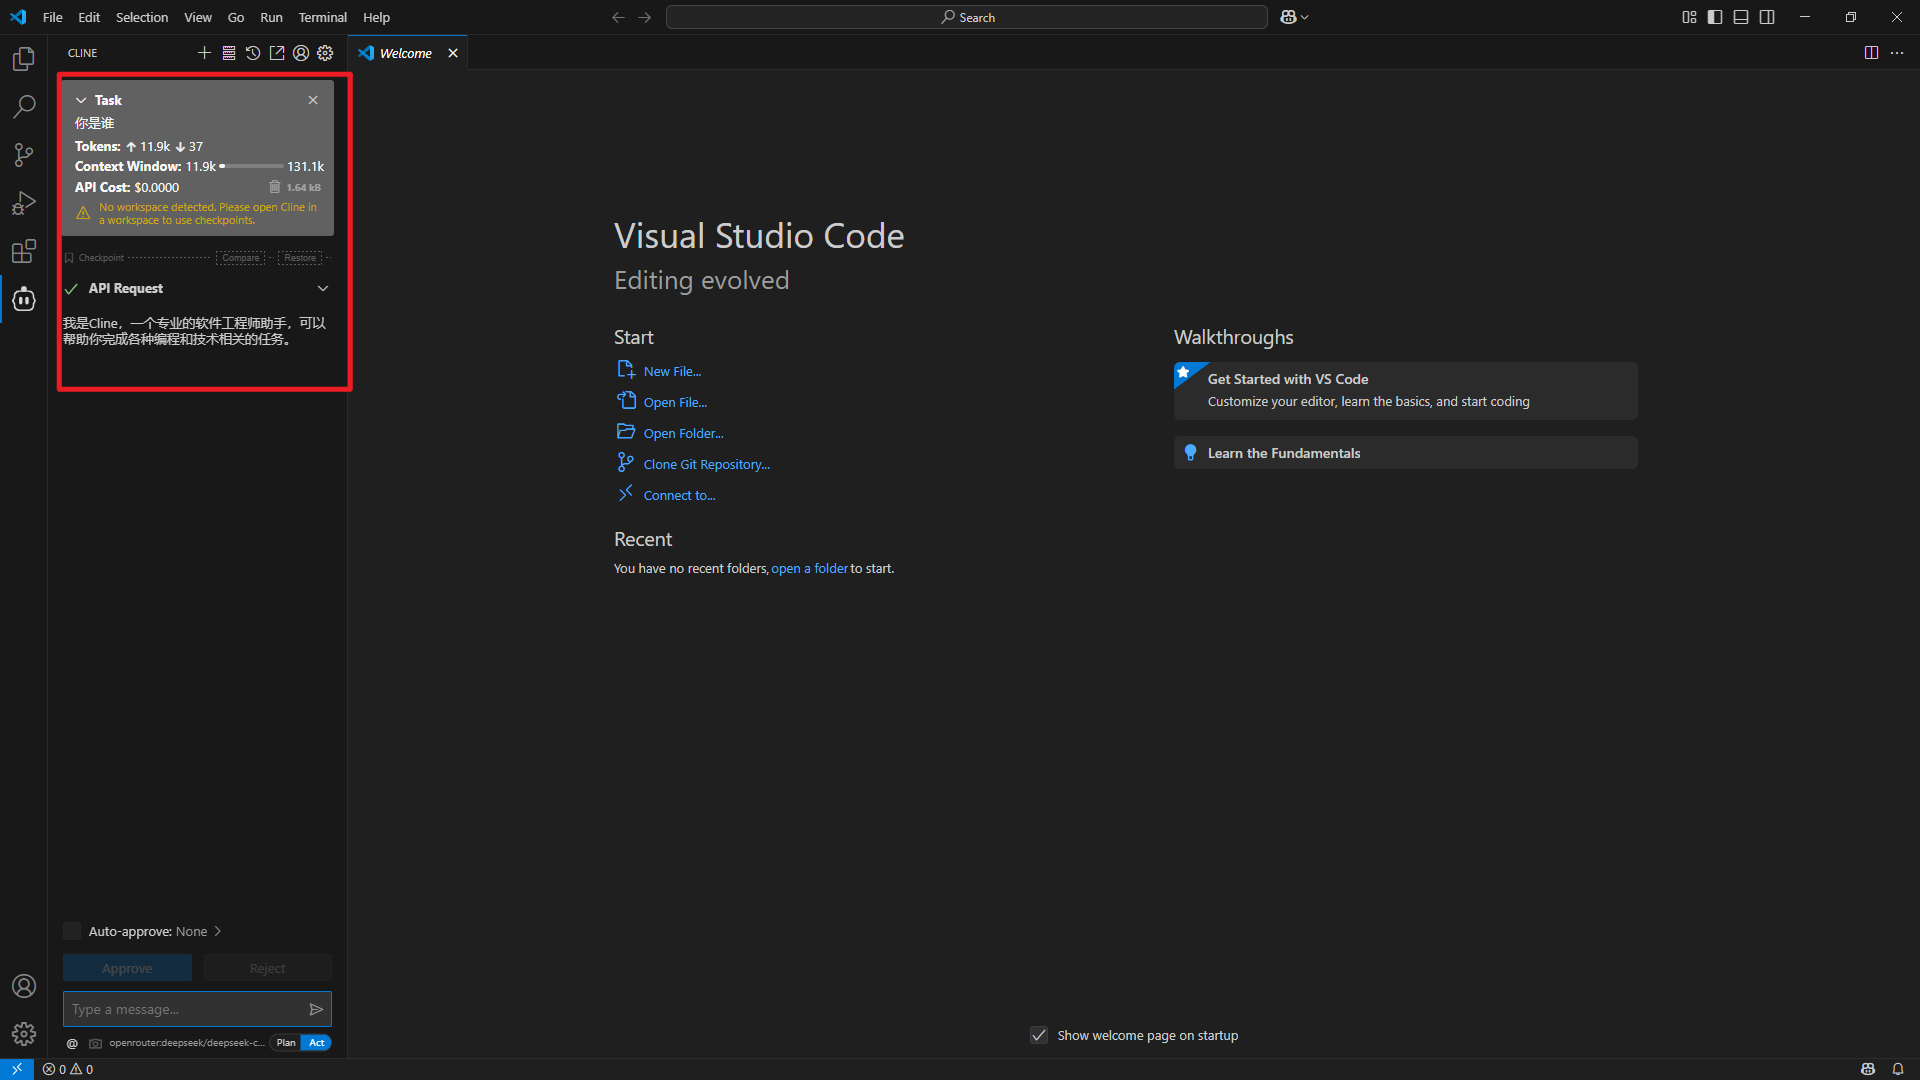 File Edit Selection View Go Run Terminal Help
Search
CLINE
Welcome
Task
你是谁
Tokens: ↑ 11.9k ↓ 37
Context Window: 11.9k 131.1k
API Cost: $0.0000 1.64 kB
No workspace detected. Please open Cline in
a workspace to use checkpoints.
Checkpoint Compare Restore
API Request
我是Cline，一个专业的软件工程师助手，可以
帮助你完成各种编程和技术相关的任务。
Auto-approve: None
Approve Reject
Type a message...
@ openrouter:deepseek/deepseek-c... Plan Act
Visual Studio Code
Editing evolved
Start
New File...
Open File...
Open Folder...
Clone Git Repository...
Connect to...
Recent
You have no recent folders, open a folder to start.
Walkthroughs
Get Started with VS Code
Customize your editor, learn the basics, and start coding
Learn the Fundamentals
Show welcome page on startup
0 0